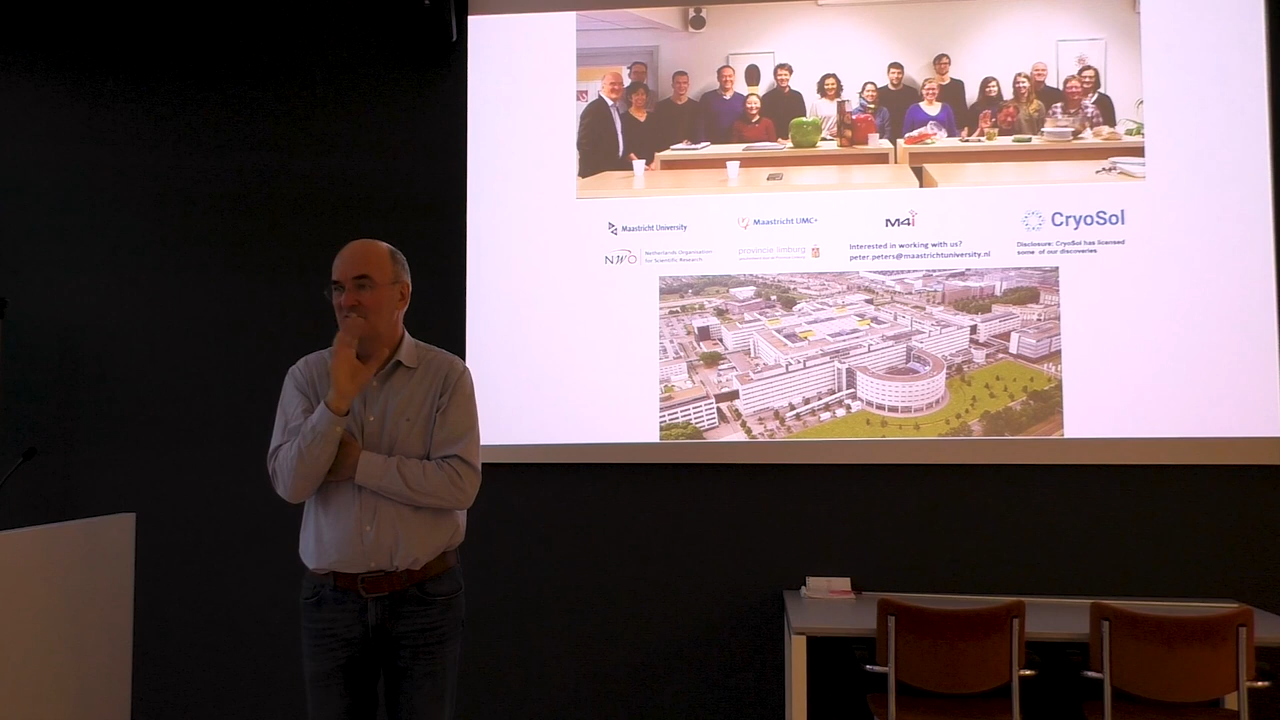 Maastricht University
Maastricht UMC+
M4i
CryoSol
NWO
Netherlands Organisation
for Scientific Research
provincie limburg
Interested in working with us?
peter.peters@maastrichtuniversity.nl
Disclosure: CryoSol has licensed
some of our discoveries